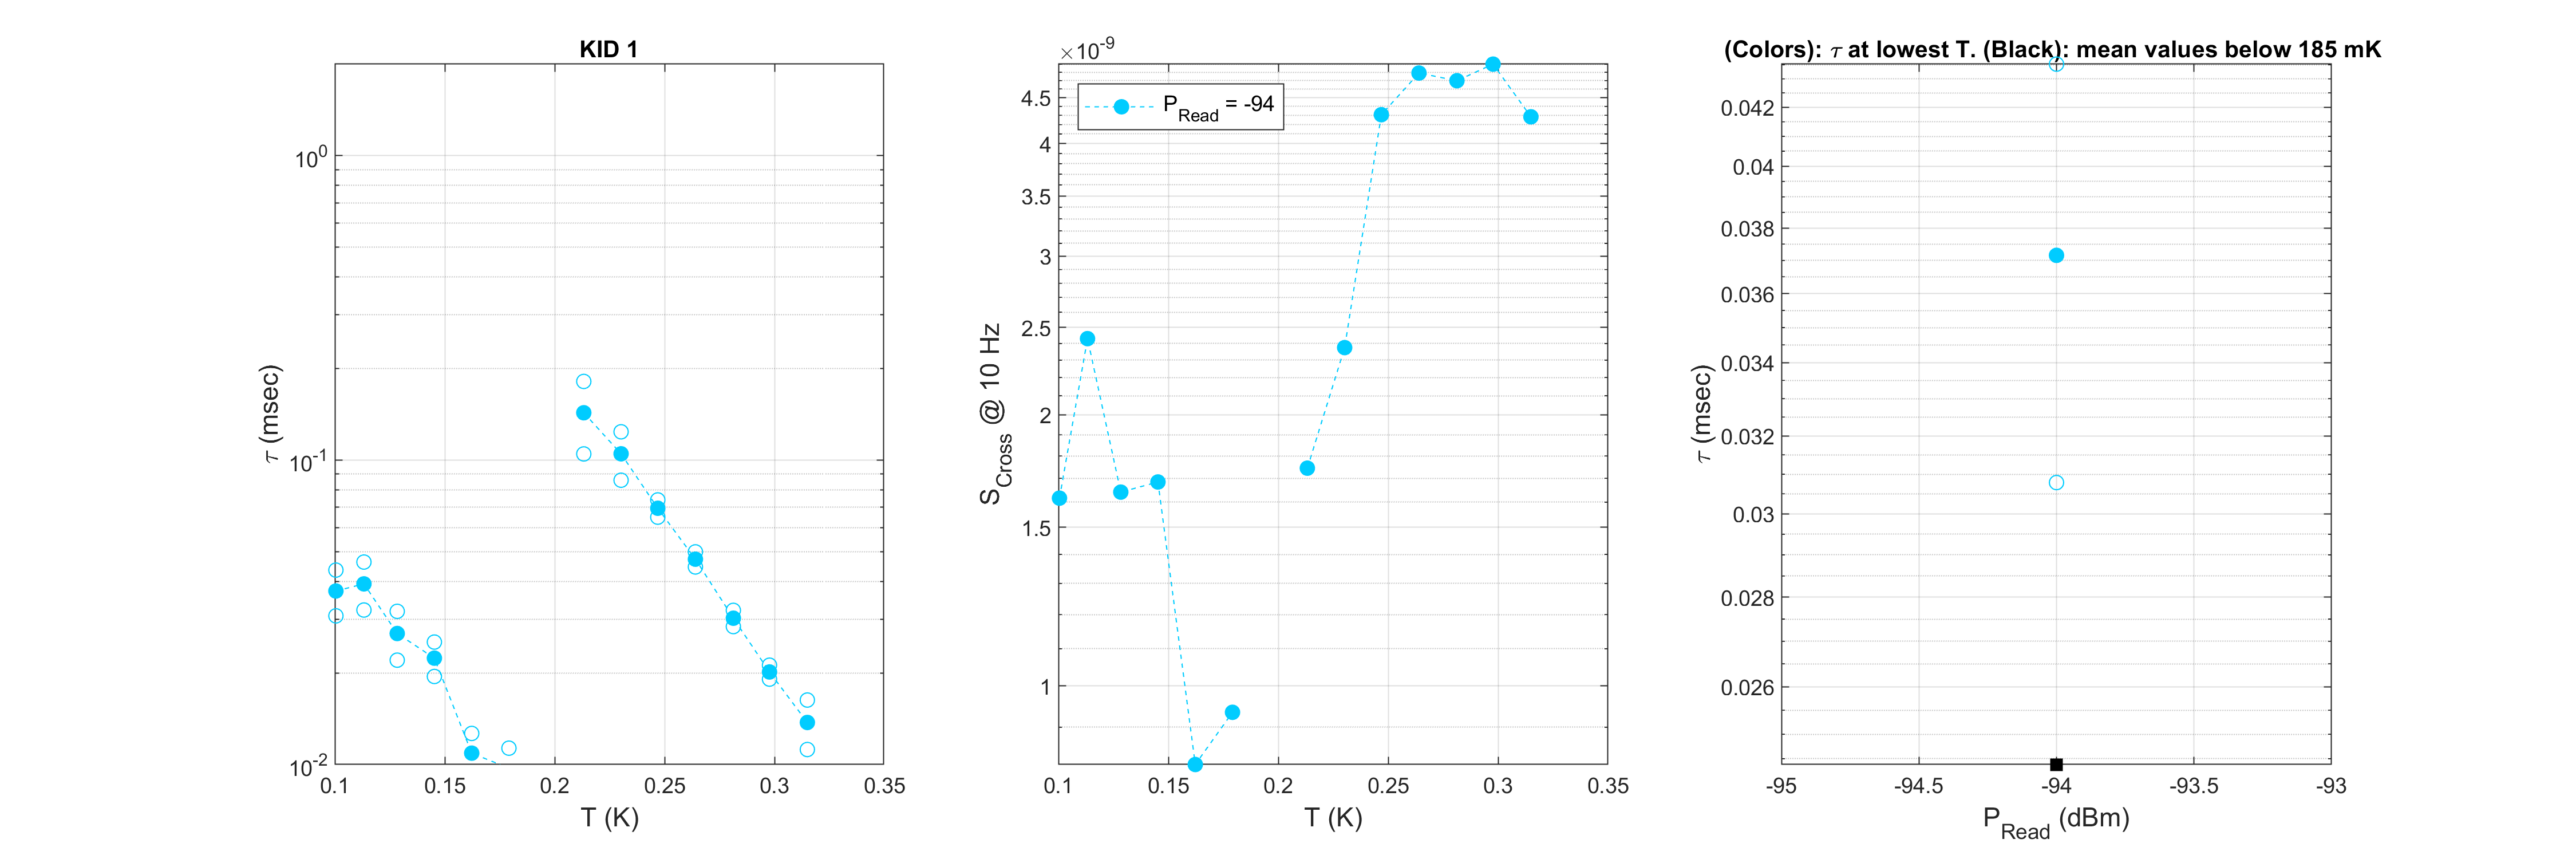 KID 1
10^0
10^-1
10^-2
τ (msec)
0.1 0.15 0.2 0.25 0.3 0.35
T (K)
×10^-9
P_Read = -94
4.5
4
3.5
3
2.5
2
1.5
1
S_Cross @ 10 Hz
0.1 0.15 0.2 0.25 0.3 0.35
T (K)
(Colors): τ at lowest T. (Black): mean values below 185 mK
0.042
0.04
0.038
0.036
0.034
0.032
0.03
0.028
0.026
τ (msec)
-95 -94.5 -94 -93.5 -93
P_Read (dBm)